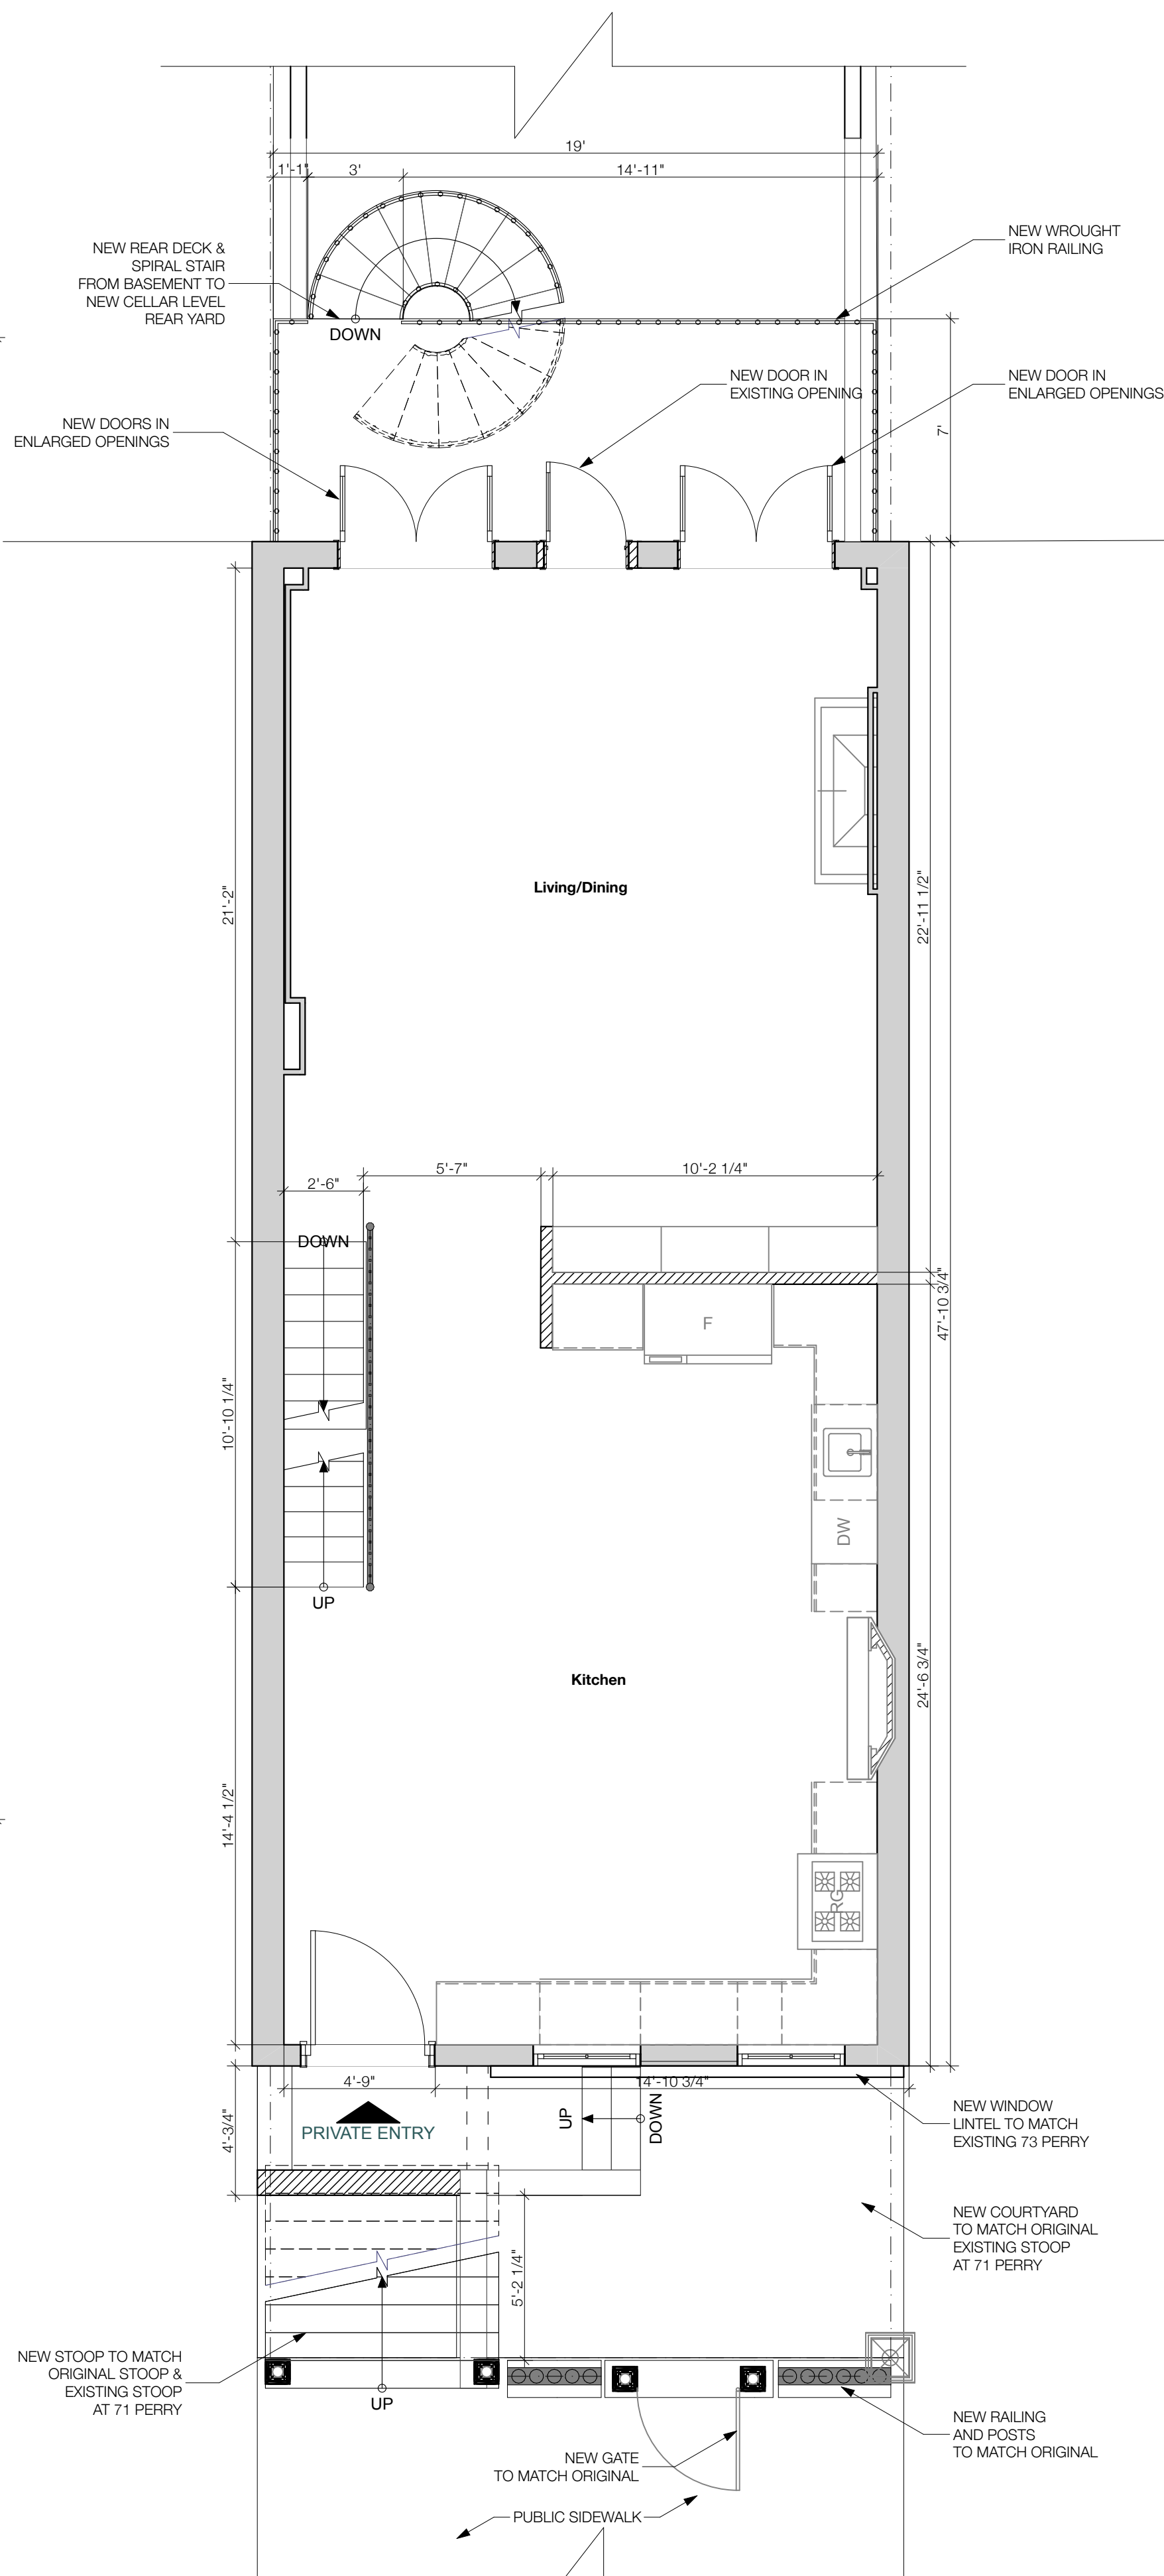 19'
1'-1"
3'
14'-11"
NEW REAR DECK &
SPIRAL STAIR
FROM BASEMENT TO
NEW CELLAR LEVEL
REAR YARD
NEW WROUGHT
IRON RAILING
DOWN
NEW DOOR IN
EXISTING OPENING
NEW DOOR IN
ENLARGED OPENINGS
NEW DOORS IN
ENLARGED OPENINGS
7'
Living/Dining
21'-2"
22'-11 1/2"
5'-7"
10'-2 1/4"
2'-6"
DOWN
47'-10 3/4"
F
10'-10 1/4"
DW
UP
Kitchen
24'-6 3/4"
14'-4 1/2"
RG
4'-9"
14'-10 3/4"
PRIVATE ENTRY
UP
DOWN
4'-3/4"
NEW WINDOW
LINTEL TO MATCH
EXISTING 73 PERRY
NEW COURTYARD
TO MATCH ORIGINAL
EXISTING STOOP
AT 71 PERRY
5'-2 1/4"
NEW STOOP TO MATCH
ORIGINAL STOOP &
EXISTING STOOP
AT 71 PERRY
UP
NEW RAILING
AND POSTS
TO MATCH ORIGINAL
NEW GATE
TO MATCH ORIGINAL
PUBLIC SIDEWALK